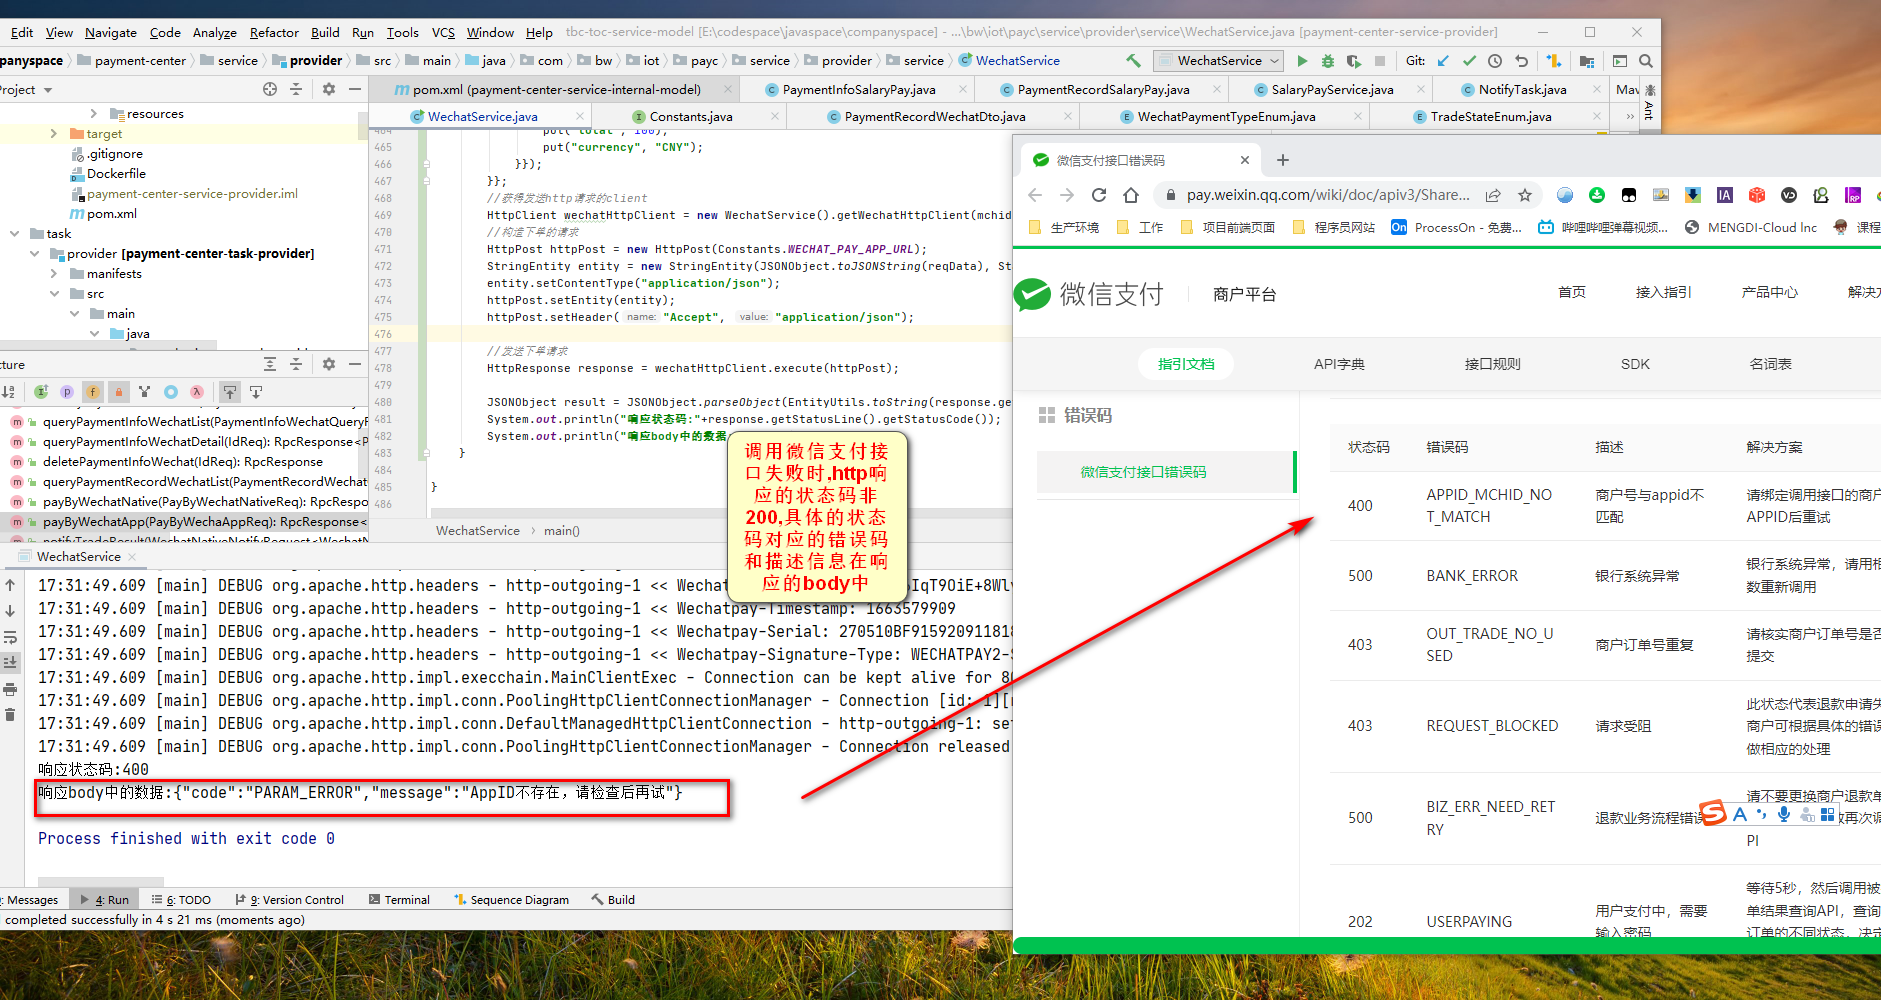 Edit View Navigate Code Analyze Refactor Build Run Tools VCS Window Help tbc-toc-service-model [E:\codespace\javaspace\companyspace] - ...\bw\iot\payc\service\provider\service\WechatService.java [payment-center-service-provider]
panyspace payment-center service provider src main java com bw iot payc service provider service WechatService
WechatService Git:
roject
pom.xml (payment-center-service-internal-model) PaymentInfoSalaryPay.java PaymentRecordSalaryPay.java SalaryPayService.java NotifyTask.java Mav
WechatService.java Constants.java PaymentRecordWechatDto.java WechatPaymentTypeEnum.java TradeStateEnum.java
Ant
resources
target
.gitignore
Dockerfile
payment-center-service-provider.iml
pom.xml
task
provider [payment-center-task-provider]
manifests
src
main
java
cture
queryPaymentInfoWechatList(PaymentInfoWechatQueryR
queryPaymentInfoWechatDetail(IdReq): RpcResponse<P
deletePaymentInfoWechat(IdReq): RpcResponse
queryPaymentRecordWechatList(PaymentRecordWechat
payByWechatNative(PayByWechatNativeReq): RpcRespo
payByWechatApp(PayByWechaAppReq): RpcResponse<
notifyTradeResult(WechatNativeNotifyRequest<Wechat
464 put("total", 100);
465 put("currency", "CNY");
466 }});
467 }};
468 //获得发送http请求的client
469 HttpClient wechatHttpClient = new WechatService().getWechatHttpClient(mchid
470 //构造下单的请求
471 HttpPost httpPost = new HttpPost(Constants.WECHAT_PAY_APP_URL);
472 StringEntity entity = new StringEntity(JSONObject.toJSONString(reqData), St
473 entity.setContentType("application/json");
474 httpPost.setEntity(entity);
475 httpPost.setHeader( name: "Accept", value: "application/json");
476
477 //发送下单请求
478 HttpResponse response = wechatHttpClient.execute(httpPost);
479
480 JSONObject result = JSONObject.parseObject(EntityUtils.toString(response.ge
481 System.out.println("响应状态码:"+response.getStatusLine().getStatusCode());
482 System.out.println("响应body中的数据
483 }
484
485 }
486
WechatService main()
调用微信支付接
口失败时,http响
应的状态码非
200,具体的状态
码对应的错误码
和描述信息在响
应的body中
WechatService
17:31:49.609 [main] DEBUG org.apache.http.headers - http-outgoing-1 << Wechat IqT9OiE+8Wl
17:31:49.609 [main] DEBUG org.apache.http.headers - http-outgoing-1 << Wechatpay-Timestamp: 1663579909
17:31:49.609 [main] DEBUG org.apache.http.headers - http-outgoing-1 << Wechatpay-Serial: 270510BF915920911818
17:31:49.609 [main] DEBUG org.apache.http.headers - http-outgoing-1 << Wechatpay-Signature-Type: WECHATPAY2-S
17:31:49.609 [main] DEBUG org.apache.http.impl.execchain.MainClientExec - Connection can be kept alive for 8
17:31:49.609 [main] DEBUG org.apache.http.impl.conn.PoolingHttpClientConnectionManager - Connection [id: 1][
17:31:49.609 [main] DEBUG org.apache.http.impl.conn.DefaultManagedHttpClientConnection - http-outgoing-1: set
17:31:49.609 [main] DEBUG org.apache.http.impl.conn.PoolingHttpClientConnectionManager - Connection released
响应状态码:400
响应body中的数据:{"code":"PARAM_ERROR","message":"AppID不存在，请检查后再试"}
Process finished with exit code 0
: Messages 4: Run 6: TODO 9: Version Control Terminal Sequence Diagram Build
completed successfully in 4 s 21 ms (moments ago)
微信支付接口错误码
pay.weixin.qq.com/wiki/doc/apiv3/Share...
生产环境 工作 项目前端页面 程序员网站 On ProcessOn - 免费... 哔哩哔哩弹幕视频... MENGDI-Cloud Inc 课程
微信支付 商户平台 首页 接入指引 产品中心 解决方
指引文档 API字典 接口规则 SDK 名词表
错误码
微信支付接口错误码
状态码 错误码 描述 解决方案
400 APPID_MCHID_NO
T_MATCH 商户号与appid不
匹配 请绑定调用接口的商户
APPID后重试
500 BANK_ERROR 银行系统异常 银行系统异常，请用相
数重新调用
403 OUT_TRADE_NO_U
SED 商户订单号重复 请核实商户订单号是否
提交
403 REQUEST_BLOCKED 请求受阻 此状态代表退款申请失
商户可根据具体的错误
做相应的处理
500 BIZ_ERR_NEED_RET
RY 退款业务流程错误 请不要更换商户退款单
再次调
PI
202 USERPAYING 用户支付中，需要
输入密码 等待5秒，然后调用被
单结果查询API，查询
订单的不同状态，决定